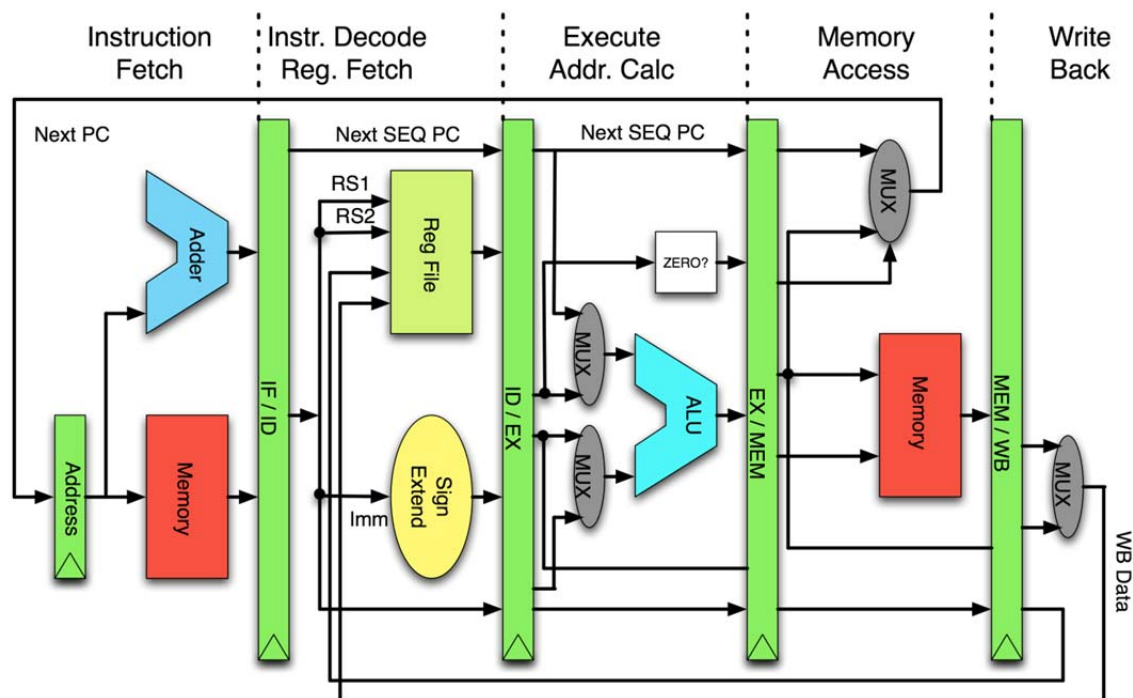 Instruction
Fetch
Instr. Decode
Reg. Fetch
Execute
Addr. Calc
Memory
Access
Write
Back
Next PC
Next SEQ PC
Next SEQ PC
RS1
RS2
Adder
Reg File
ZERO?
MUX
MUX
MUX
ALU
IF / ID
ID / EX
EX / MEM
MEM / WB
Address
Memory
Sign
Extend
Imm
Memory
MUX
WB Data